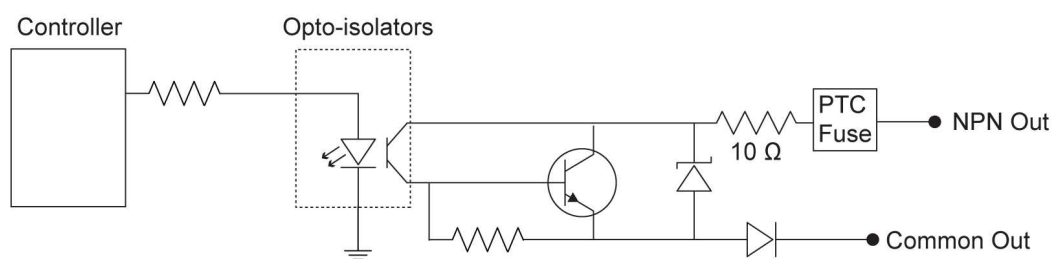 Controller
Opto-isolators
PTC
Fuse
NPN Out
10 Ω
Common Out